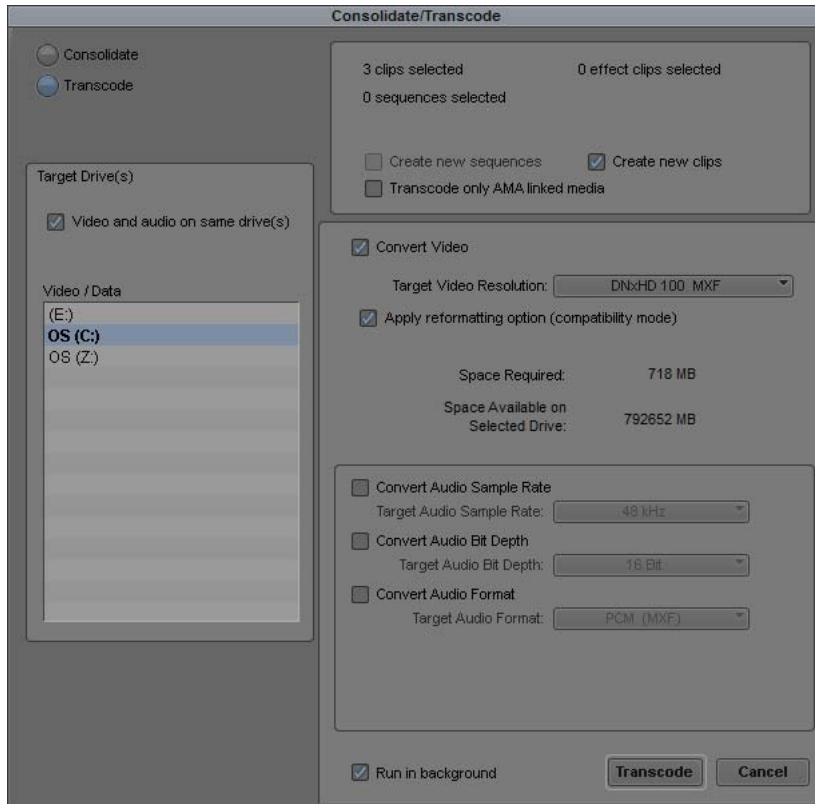 Consolidate/Transcode
Consolidate
Transcode
3 clips selected
0 effect clips selected
0 sequences selected
Create new sequences
Create new clips
Transcode only AMA linked media
Target Drive(s)
Video and audio on same drive(s)
Video / Data
(E:)
OS (C:)
OS (Z:)
Convert Video
Target Video Resolution:
DNxHD 100 MXF
Apply reformatting option (compatibility mode)
Space Required:
718 MB
Space Available on
Selected Drive:
792652 MB
Convert Audio Sample Rate
Target Audio Sample Rate:
48 kHz
Convert Audio Bit Depth
Target Audio Bit Depth:
16 Bit
Convert Audio Format
Target Audio Format:
PCM (MXF)
Run in background
Transcode
Cancel